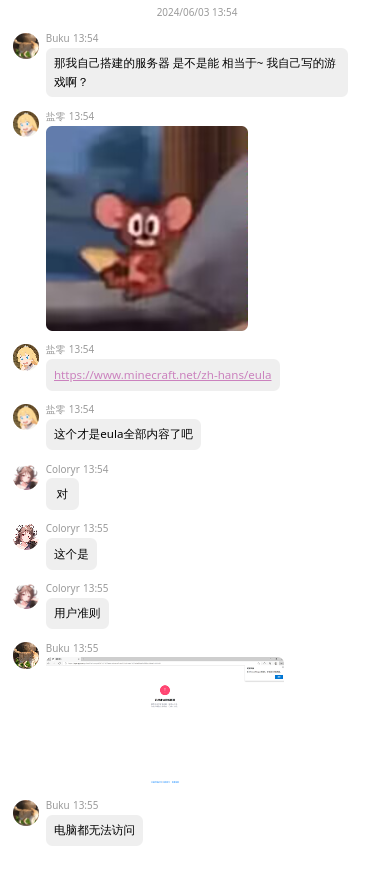 2024/06/03 13:54
Buku 13:54
那我自己搭建的服务器 是不是能 相当于~ 我自己写的游
戏啊？
盐零 13:54
盐零 13:54
https://www.minecraft.net/zh-hans/eula
盐零 13:54
这个才是eula全部内容了吧
Coloryr 13:54
对
Coloryr 13:55
这个是
Coloryr 13:55
用户准则
Buku 13:55
Buku 13:55
电脑都无法访问